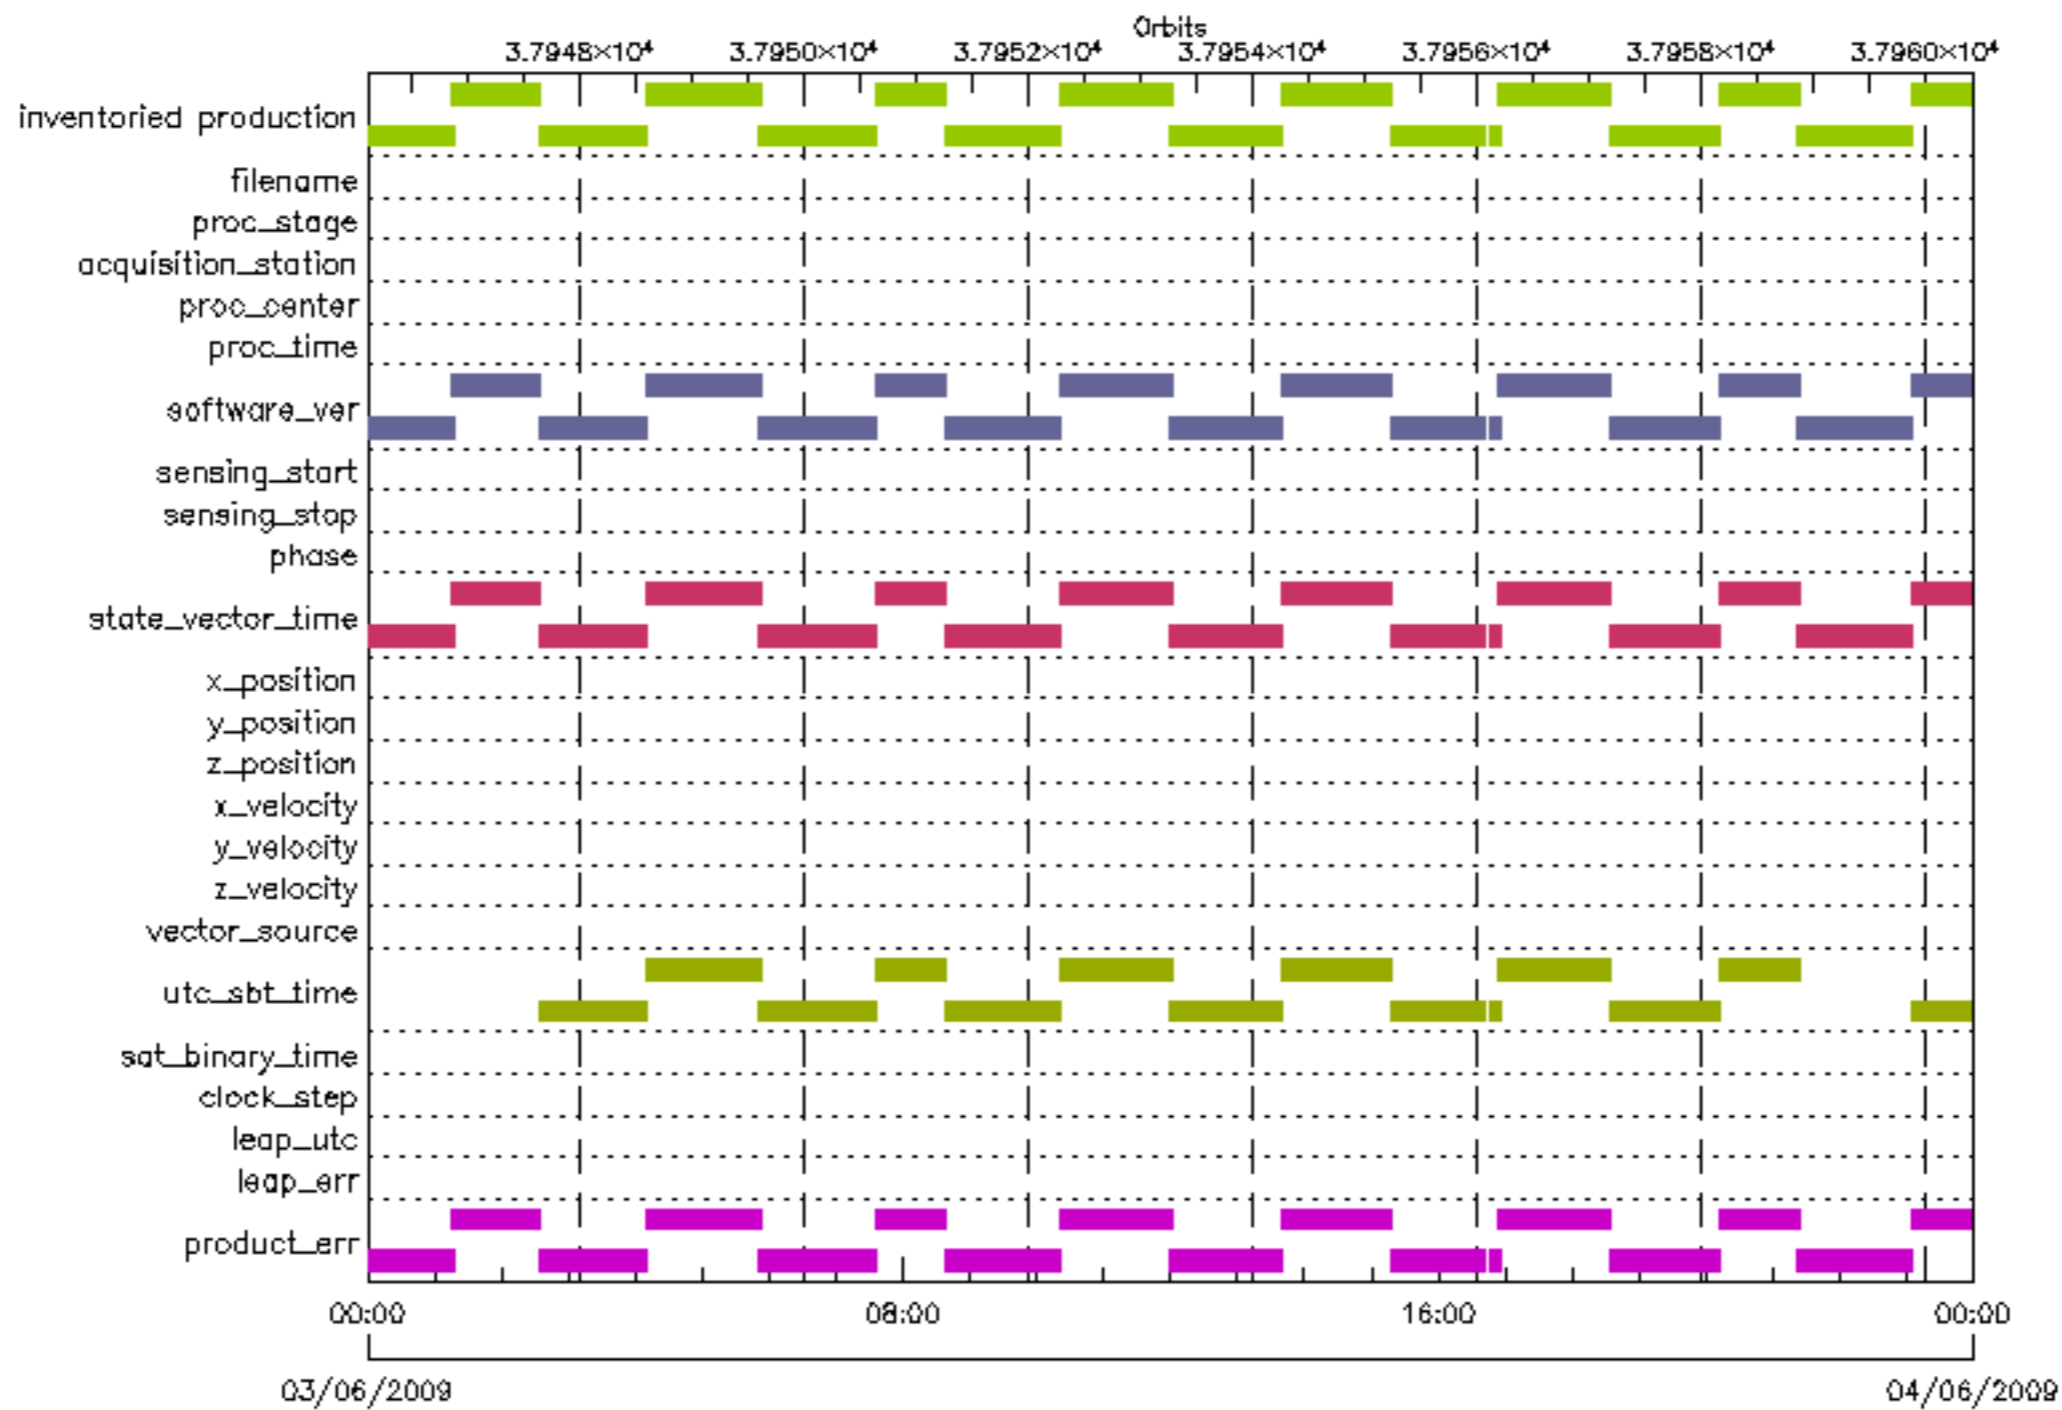 Orbits
3.7948×10⁴ 3.7950×10⁴ 3.7952×10⁴ 3.7954×10⁴ 3.7956×10⁴ 3.7958×10⁴ 3.7960×10⁴
inventoried production
filename
proc_stage
acquisition_station
proc_center
proc_time
software_ver
sensing_start
sensing_stop
phase
state_vector_time
x_position
y_position
z_position
x_velocity
y_velocity
z_velocity
vector_source
utc_sbt_time
sat_binary_time
clock_step
leap_utc
leap_err
product_err
00:00 08:00 16:00 00:00
03/06/2009 04/06/2009